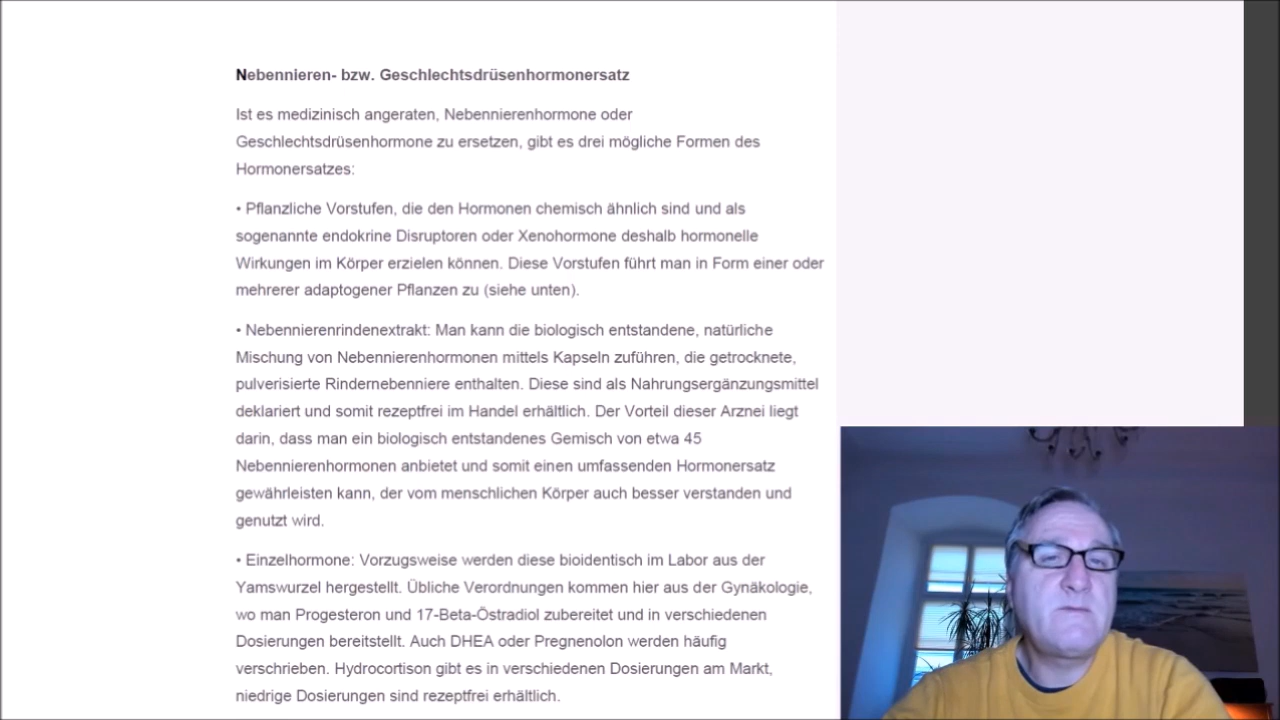 Nebennieren- bzw. Geschlechtsdrüsenhormonersatz
Ist es medizinisch angeraten, Nebennierenhormone oder
Geschlechtsdrüsenhormone zu ersetzen, gibt es drei mögliche Formen des
Hormonersatzes:
• Pflanzliche Vorstufen, die den Hormonen chemisch ähnlich sind und als
sogenannte endokrine Disruptoren oder Xenohormone deshalb hormonelle
Wirkungen im Körper erzielen können. Diese Vorstufen führt man in Form einer oder
mehrerer adaptogener Pflanzen zu (siehe unten).
• Nebennierenrindenextrakt: Man kann die biologisch entstandene, natürliche
Mischung von Nebennierenhormonen mittels Kapseln zuführen, die getrocknete,
pulverisierte Rindernebenniere enthalten. Diese sind als Nahrungsergänzungsmittel
deklariert und somit rezeptfrei im Handel erhältlich. Der Vorteil dieser Arznei liegt
darin, dass man ein biologisch entstandenes Gemisch von etwa 45
Nebennierenhormonen anbietet und somit einen umfassenden Hormonersatz
gewährleisten kann, der vom menschlichen Körper auch besser verstanden und
genutzt wird.
• Einzelhormone: Vorzugsweise werden diese bioidentisch im Labor aus der
Yamswurzel hergestellt. Übliche Verordnungen kommen hier aus der Gynäkologie,
wo man Progesteron und 17-Beta-Östradiol zubereitet und in verschiedenen
Dosierungen bereitstellt. Auch DHEA oder Pregnenolon werden häufig
verschrieben. Hydrocortison gibt es in verschiedenen Dosierungen am Markt,
niedrige Dosierungen sind rezeptfrei erhältlich.